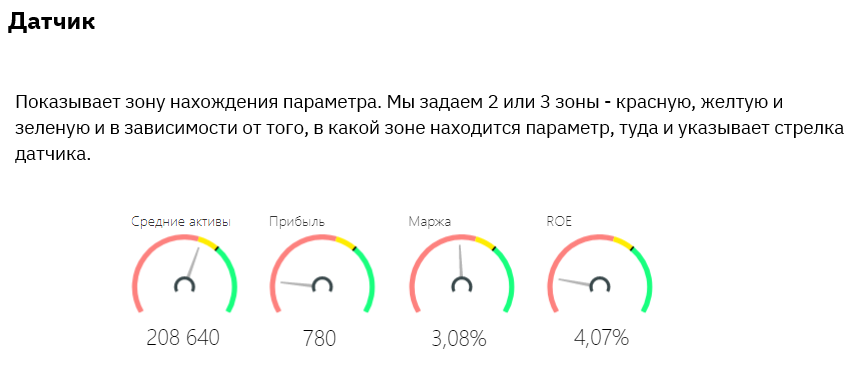 Датчик
Показывает зону нахождения параметра. Мы задаем 2 или 3 зоны - красную, желтую и
зеленую и в зависимости от того, в какой зоне находится параметр, туда и указывает стрелка
датчика.
Средние активы Прибыль Маржа ROE
208 640 780 3,08% 4,07%